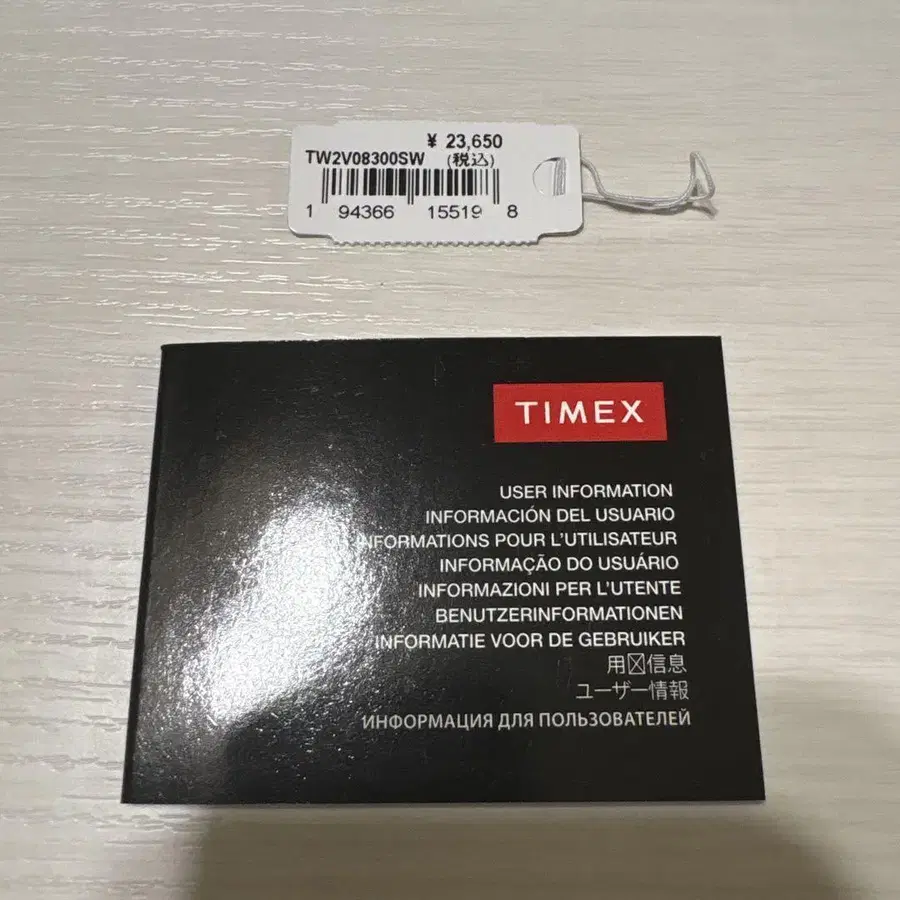 ¥ 23,650
TW2V08300SW (税込)
1 94366 15519 8
TIMEX
USER INFORMATION
INFORMACIÓN DEL USUARIO
INFORMATIONS POUR L'UTILISATEUR
INFORMAÇÃO DO USUÁRIO
INFORMAZIONI PER L'UTENTE
BENUTZERINFORMATIONEN
INFORMATIE VOOR DE GEBRUIKER
用☒信息
ユーザー情報
ИНФОРМАЦИЯ ДЛЯ ПОЛЬЗОВАТЕЛЕЙ